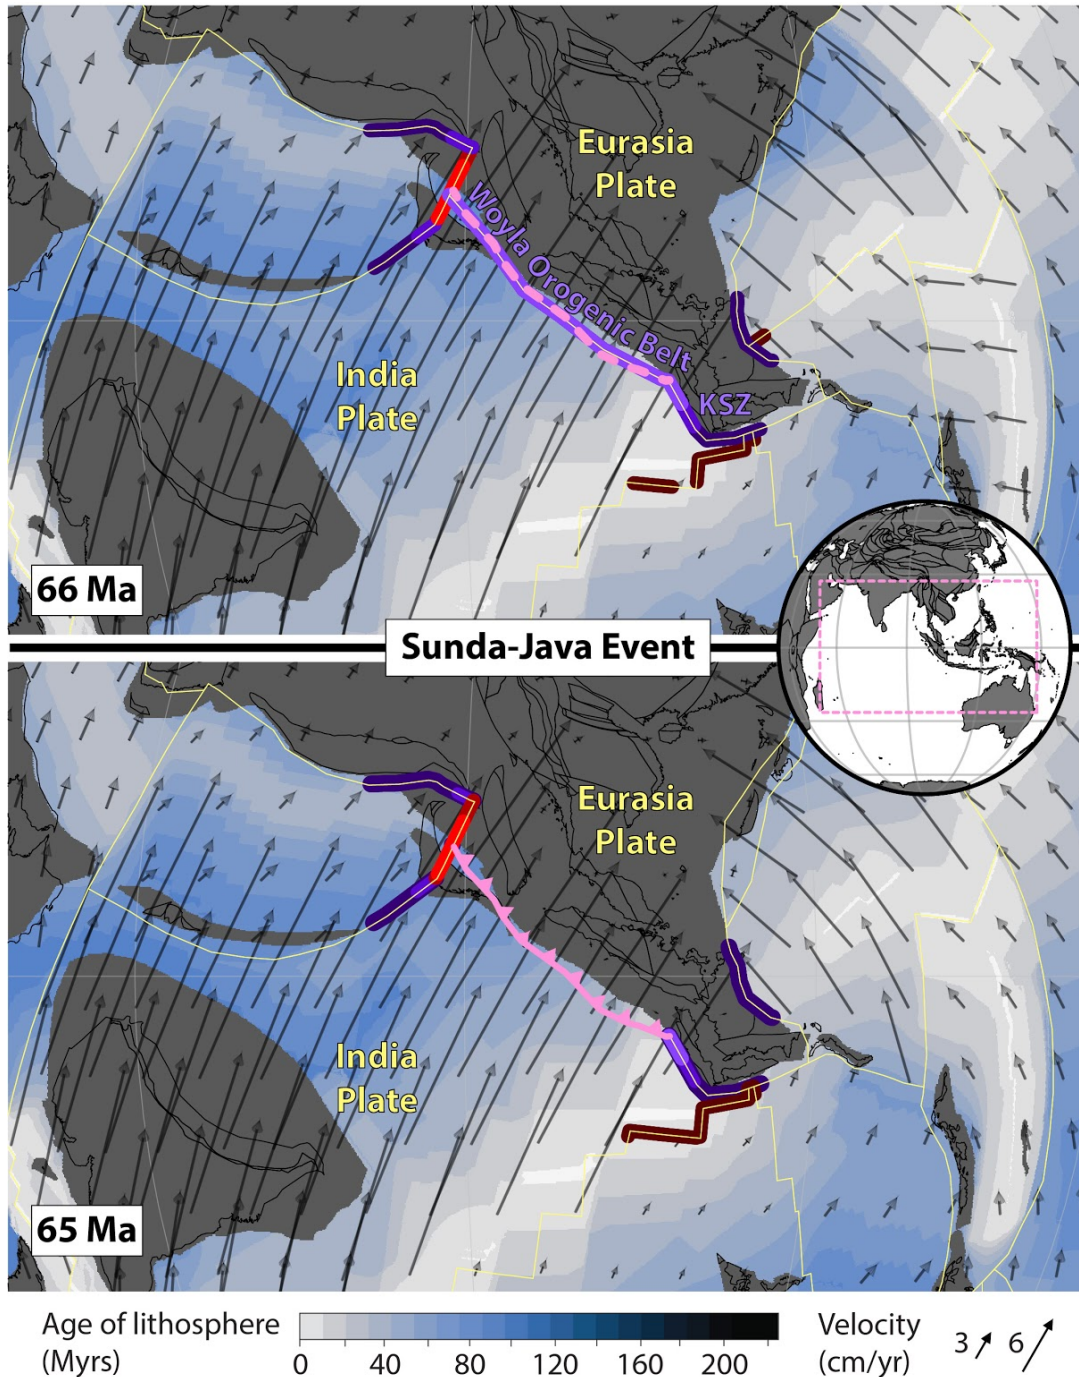 Eurasia
Plate
Woyla Orogenic Belt
India
Plate
KSZ
66 Ma
Sunda-Java Event
Eurasia
Plate
India
Plate
65 Ma
Age of lithosphere
(Myrs)
0 40 80 120 160 200
Velocity
(cm/yr)
3 6